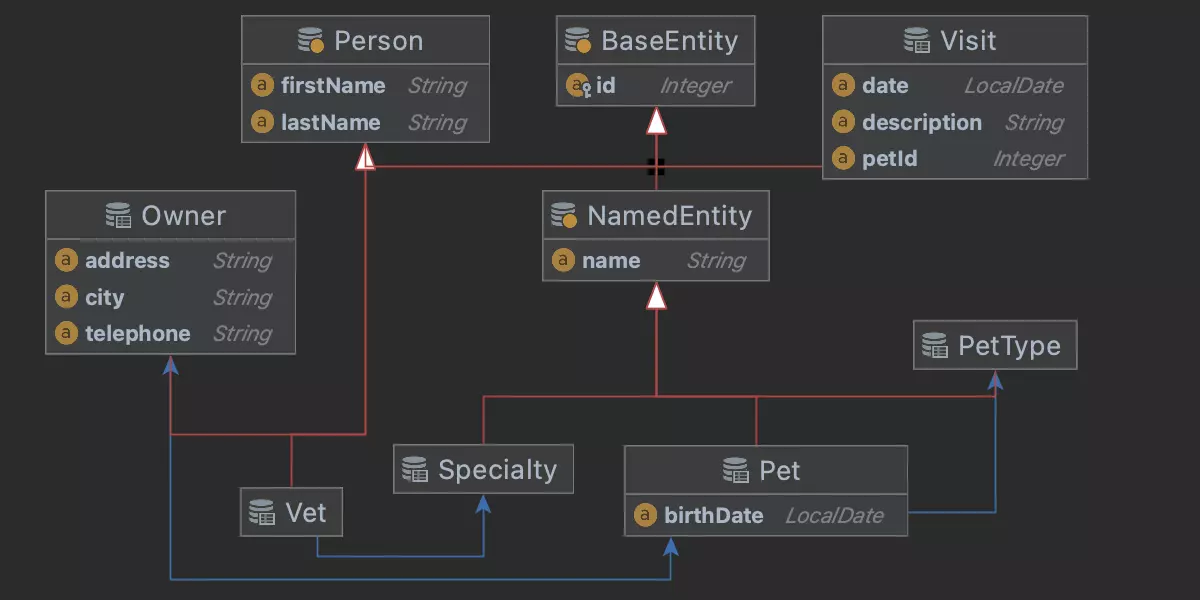 Person
firstName String
lastName String
BaseEntity
id Integer
Visit
date LocalDate
description String
petId Integer
Owner
address String
city String
telephone String
NamedEntity
name String
PetType
Specialty
Pet
birthDate LocalDate
Vet